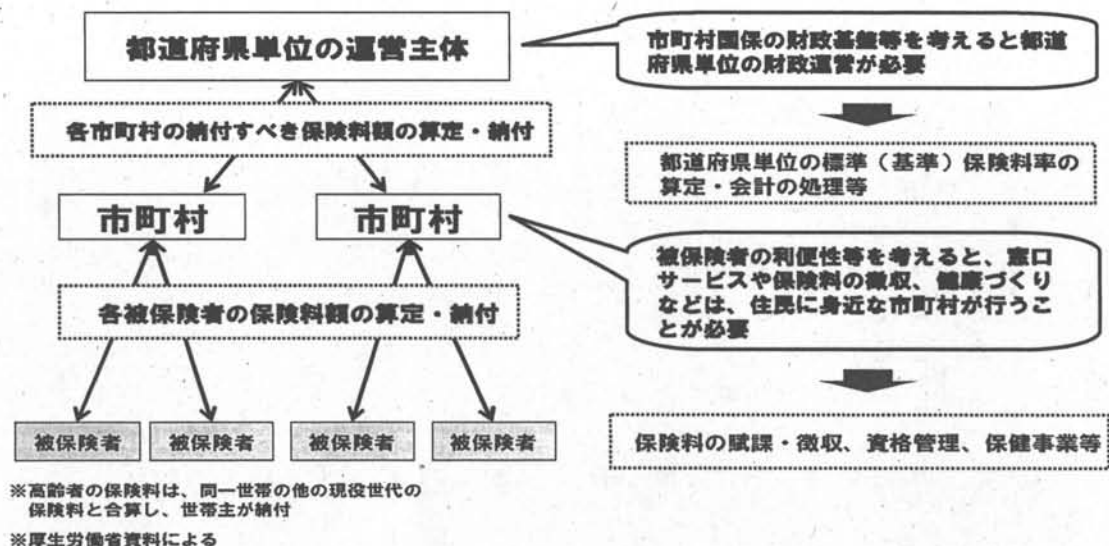 都道府県単位の運営主体
市町村国保の財政基盤等を考えると都道
府県単位の財政運営が必要
各市町村の納付すべき保険料額の算定・納付
都道府県単位の標準（基準）保険料率の
算定・会計の処理等
市町村
市町村
被保険者の利便性等を考えると、窓口
サービスや保険料の徴収、健康づくり
などは、住民に身近な市町村が行うこ
とが必要
各被保険者の保険料額の算定・納付
被保険者
被保険者
被保険者
被保険者
保険料の賦課・徴収、資格管理、保健事業等
※高齢者の保険料は、同一世帯の他の現役世代の
保険料と合算し、世帯主が納付
※厚生労働省資料による